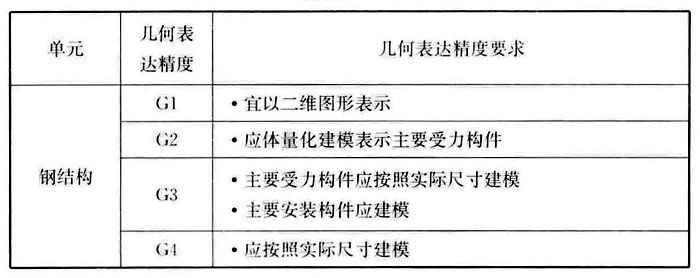 单元
几何表
达精度
几何表达精度要求
钢结构
G1
·宜以二维图形表示
G2
·应体量化建模表示主要受力构件
G3
·主要受力构件应按照实际尺寸建模
·主要安装构件应建模
G4
·应按照实际尺寸建模